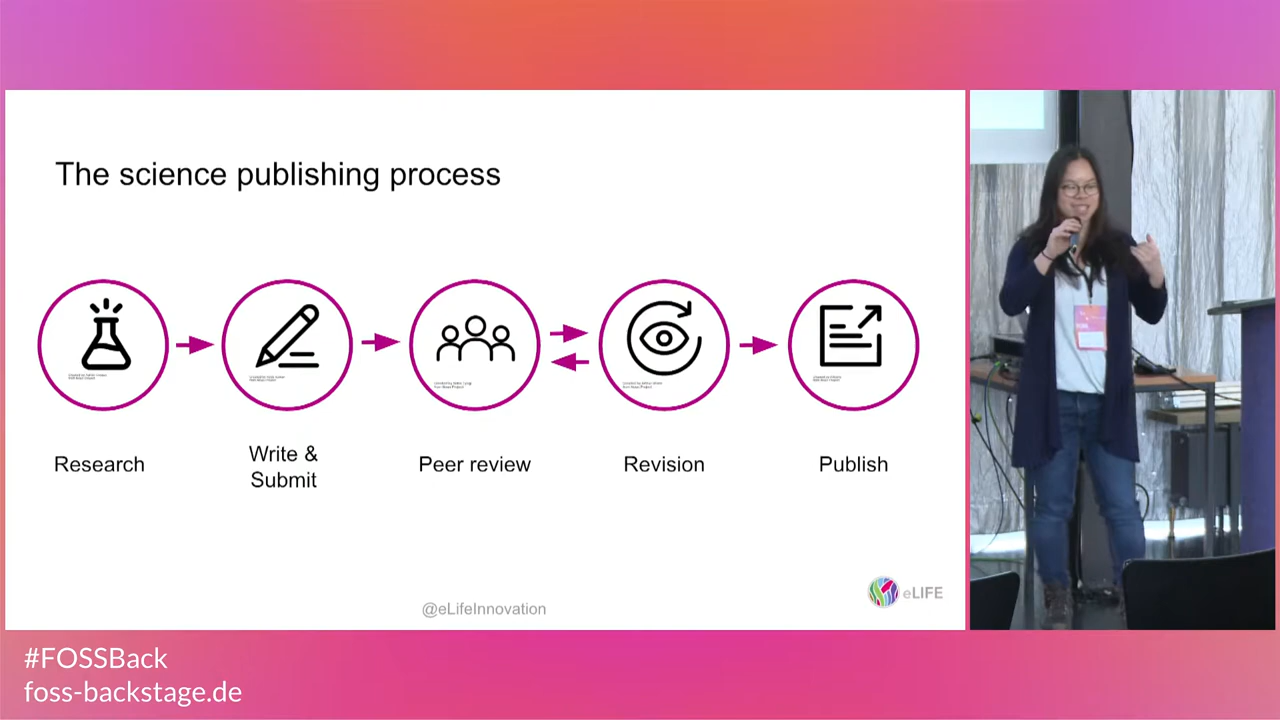 The science publishing process
Research
Write &
Submit
Peer review
Revision
Publish
@eLifeInnovation
eLIFE
#FOSSBack
foss-backstage.de